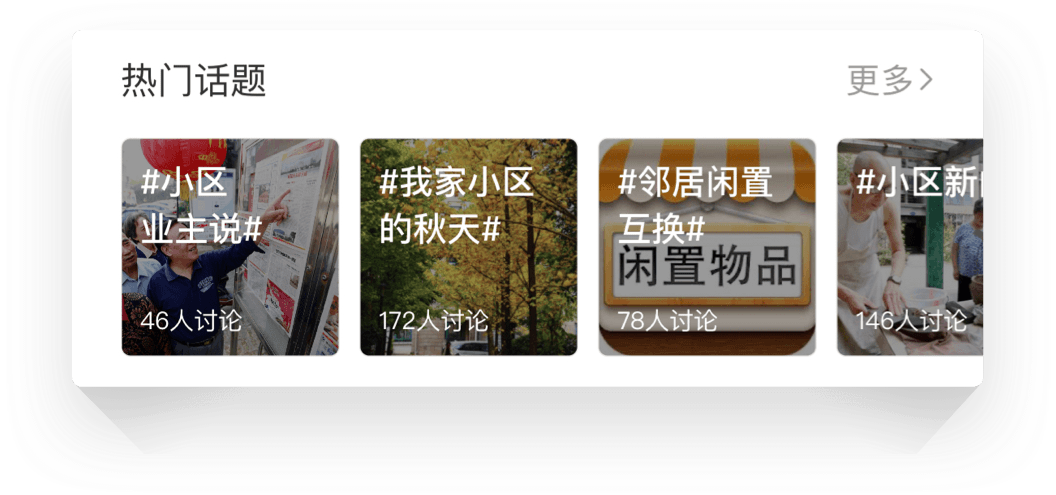 热门话题
更多>
#小区
业主说#
46人讨论
#我家小区
的秋天#
172人讨论
#邻居闲置
互换#
闲置物品
78人讨论
#小区新
146人讨论